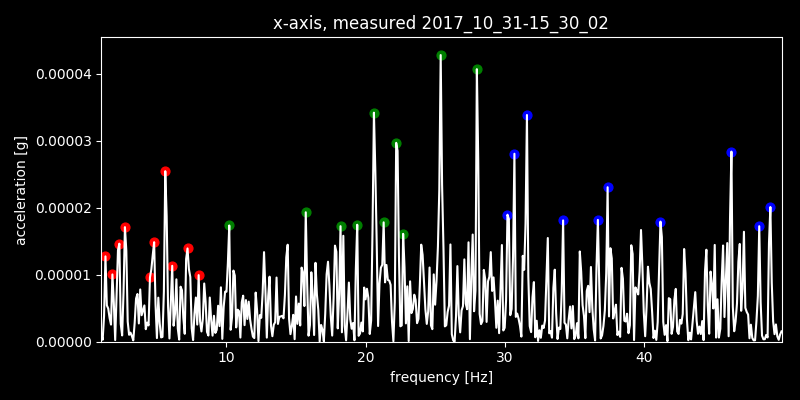 x-axis, measured 2017_10_31-15_30_02
0.00004
0.00003
0.00002
0.00001
0.00000
acceleration [g]
10 20 30 40
frequency [Hz]